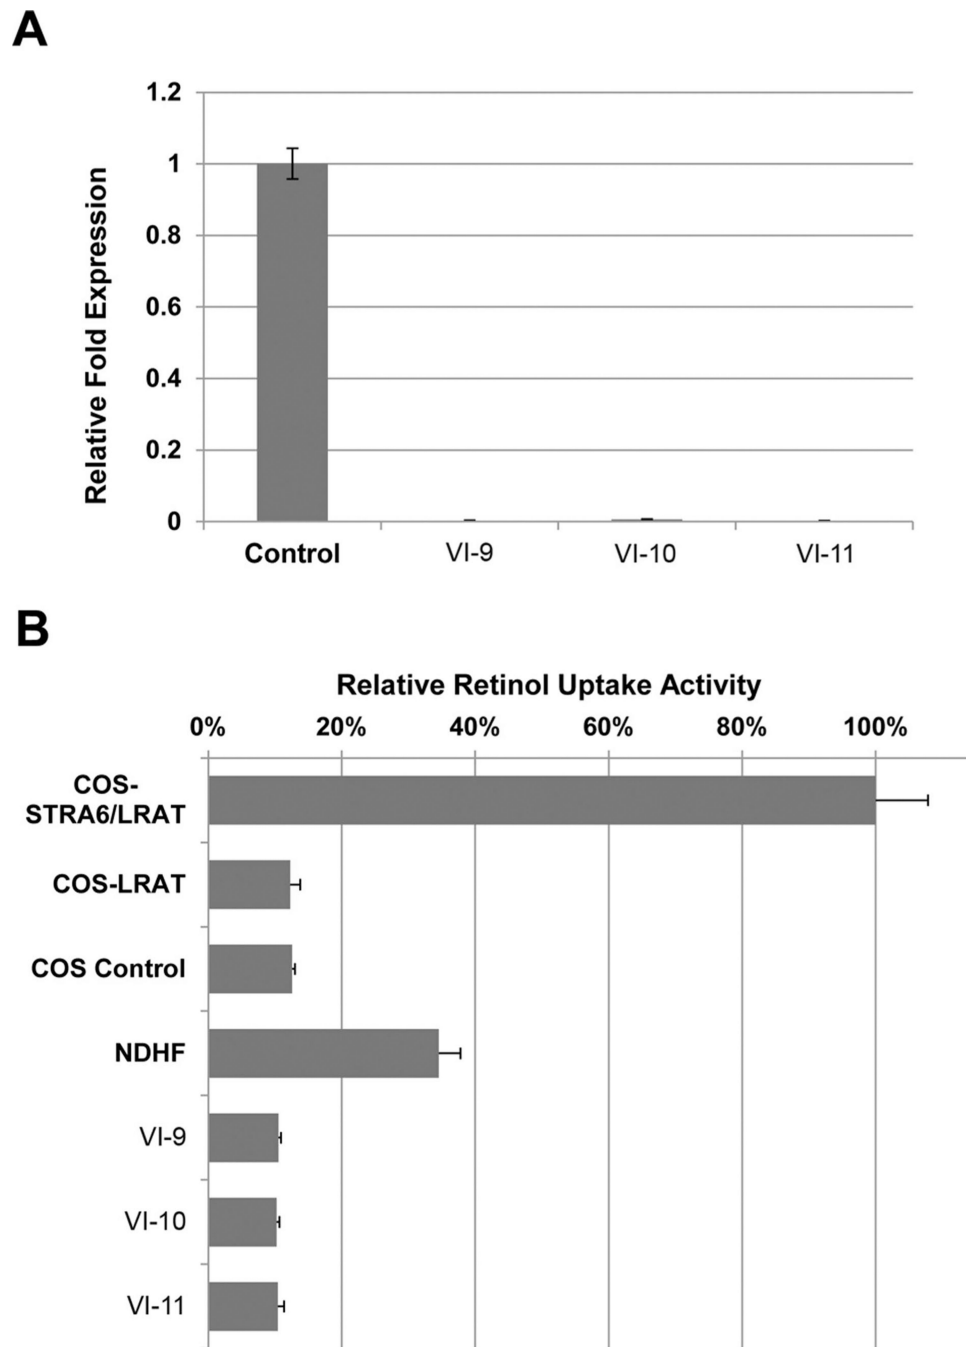 A
1.2
1
0.8
0.6
0.4
0.2
0
Relative Fold Expression
Control VI-9 VI-10 VI-11
B
Relative Retinol Uptake Activity
0% 20% 40% 60% 80% 100%
COS-
STRA6/LRAT
COS-LRAT
COS Control
NDHF
VI-9
VI-10
VI-11